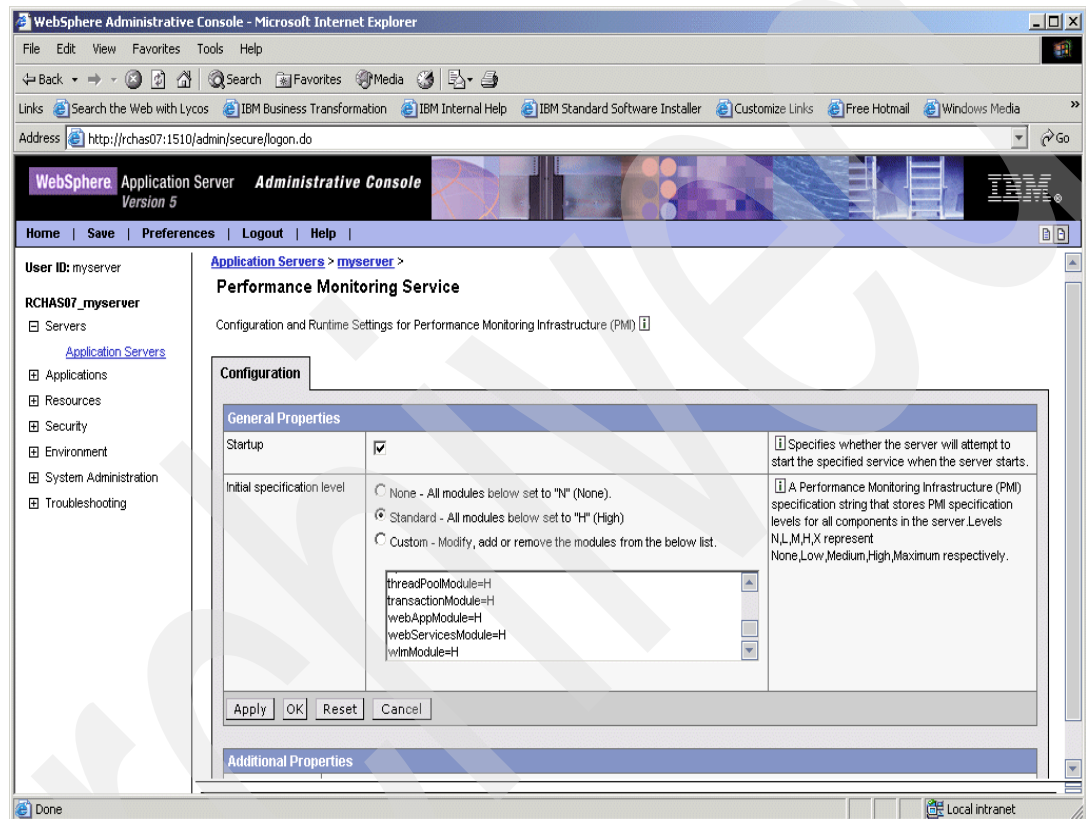 WebSphere Administrative Console - Microsoft Internet Explorer
File Edit View Favorites Tools Help
Back Search Favorites Media
Links Search the Web with Lycos IBM Business Transformation IBM Internal Help IBM Standard Software Installer Customize Links Free Hotmail Windows Media »
Address http://rchas07:1510/admin/secure/logon.do Go
WebSphere Application Server Administrative Console
Version 5
IBM
Home | Save | Preferences | Logout | Help |
User ID: myserver
RCHAS07_myserver
Servers
Application Servers
Applications
Resources
Security
Environment
System Administration
Troubleshooting
Application Servers > myserver >
Performance Monitoring Service
Configuration and Runtime Settings for Performance Monitoring Infrastructure (PMI) i
Configuration
General Properties
Startup
i Specifies whether the server will attempt to
start the specified service when the server starts.
Initial specification level
None - All modules below set to "N" (None).
Standard - All modules below set to "H" (High)
Custom - Modify, add or remove the modules from the below list.
threadPoolModule=H
transactionModule=H
webAppModule=H
webServicesModule=H
wlmModule=H
i A Performance Monitoring Infrastructure (PMI)
specification string that stores PMI specification
levels for all components in the server.Levels
N,L,M,H,X represent
None,Low,Medium,High,Maximum respectively.
Apply OK Reset Cancel
Additional Properties
Done
Local intranet